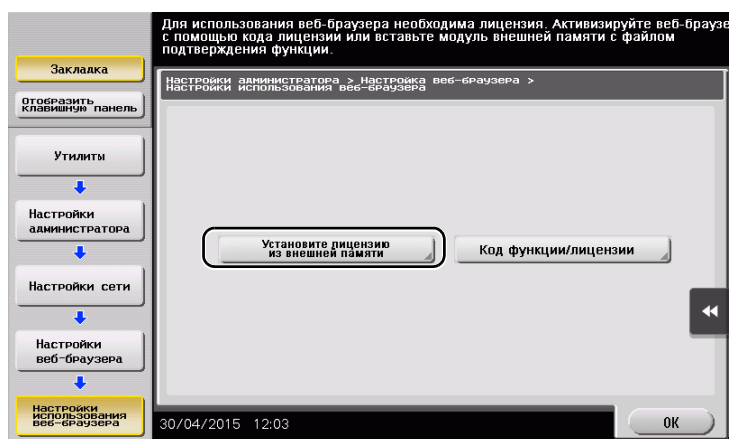 Для использования веб-браузера необходима лицензия. Активизируйте веб-браузе
с помощью кода лицензии или вставьте модуль внешней памяти с файлом
подтверждения функции.
Закладка
Отобразить
клавишную панель
Настройки администратора > Настройка веб-браузера >
Настройки использования веб-браузера
Утилиты
Настройки
администратора
Установите лицензию
из внешней памяти
Код функции/лицензии
Настройки сети
Настройки
веб-браузера
Настройки
использования
веб-браузера
30/04/2015 12:03
OK